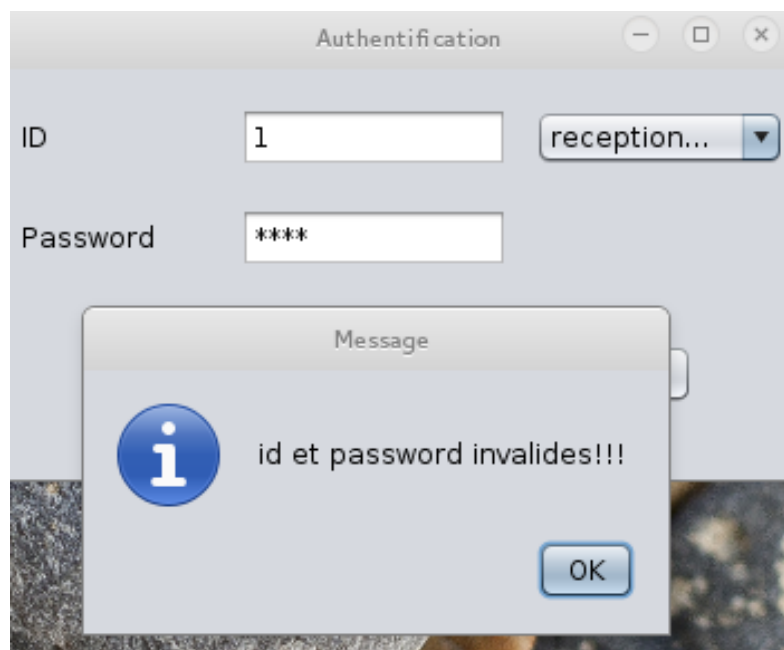 Authentification
ID
1
reception...
Password
****
Message
id et password invalides!!!
OK